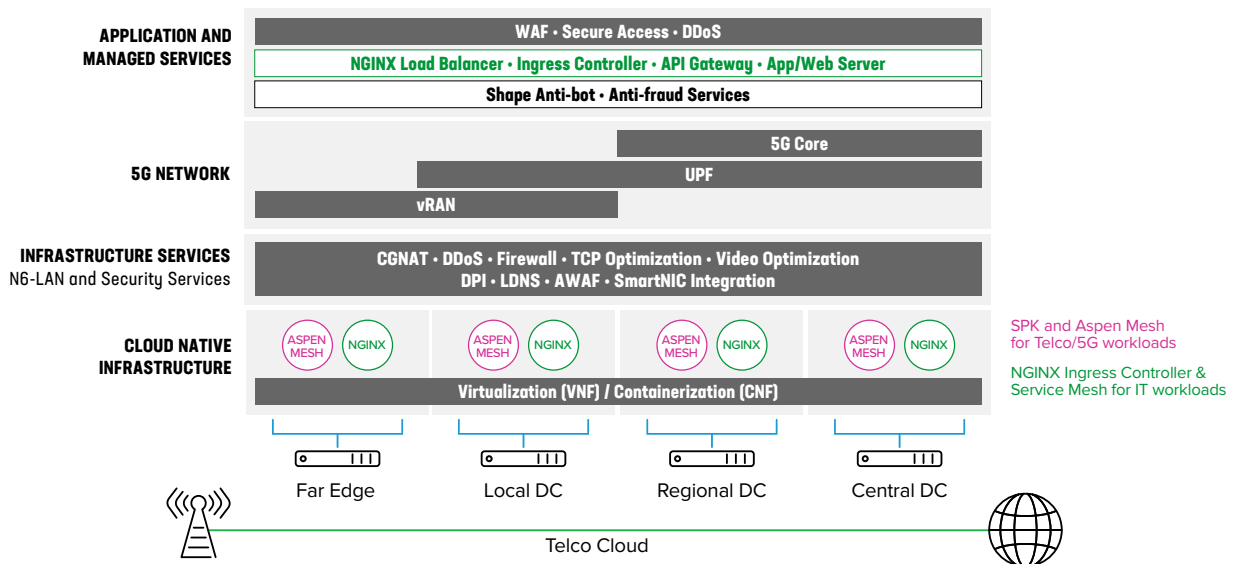 APPLICATION AND
MANAGED SERVICES
WAF • Secure Access • DDoS
NGINX Load Balancer • Ingress Controller • API Gateway • App/Web Server
Shape Anti-bot • Anti-fraud Services
5G NETWORK
5G Core
UPF
vRAN
INFRASTRUCTURE SERVICES
N6-LAN and Security Services
CGNAT • DDoS • Firewall • TCP Optimization • Video Optimization
DPI • LDNS • AWAF • SmartNIC Integration
CLOUD NATIVE
INFRASTRUCTURE
ASPEN
MESH
NGINX
ASPEN
MESH
NGINX
ASPEN
MESH
NGINX
ASPEN
MESH
NGINX
Virtualization (VNF) / Containerization (CNF)
SPK and Aspen Mesh
for Telco/5G workloads
NGINX Ingress Controller &
Service Mesh for IT workloads
Far Edge
Local DC
Regional DC
Central DC
Telco Cloud